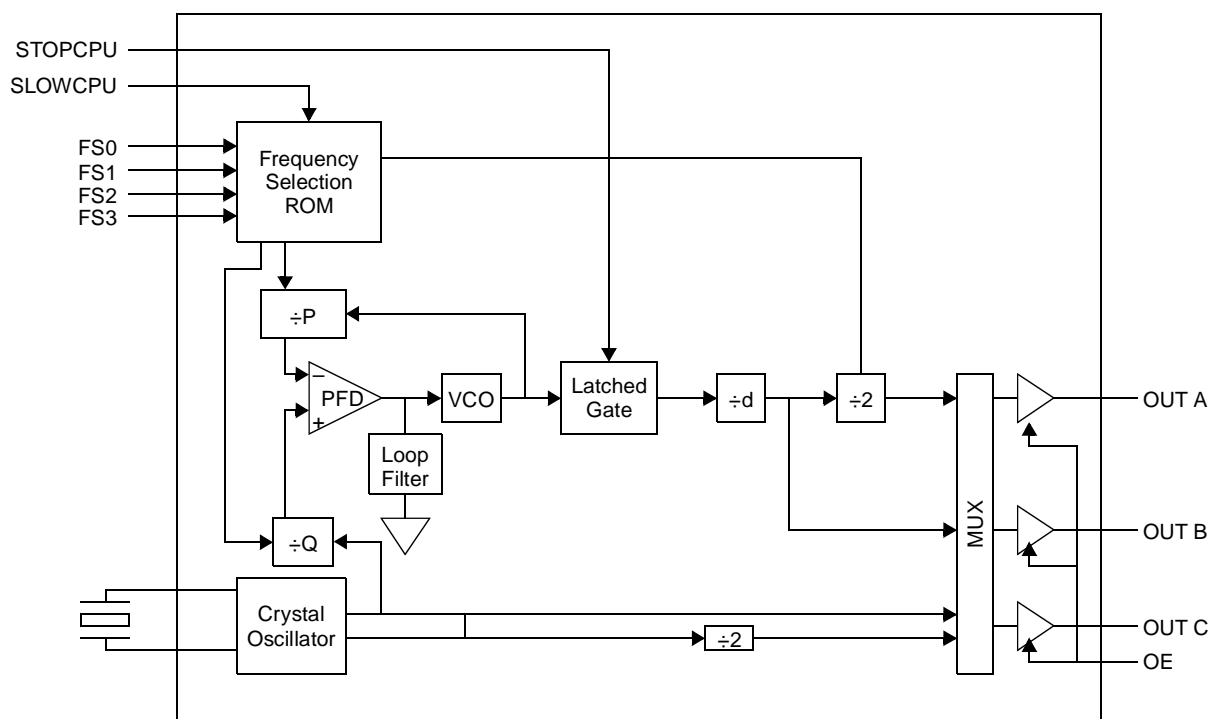 STOPCPU
SLOWCPU
FS0
FS1
FS2
FS3
Frequency
Selection
ROM
÷P
−
PFD
+
VCO
Latched
Gate
÷d
÷2
OUT A
Loop
Filter
÷Q
MUX
OUT B
Crystal
Oscillator
÷2
OUT C
OE